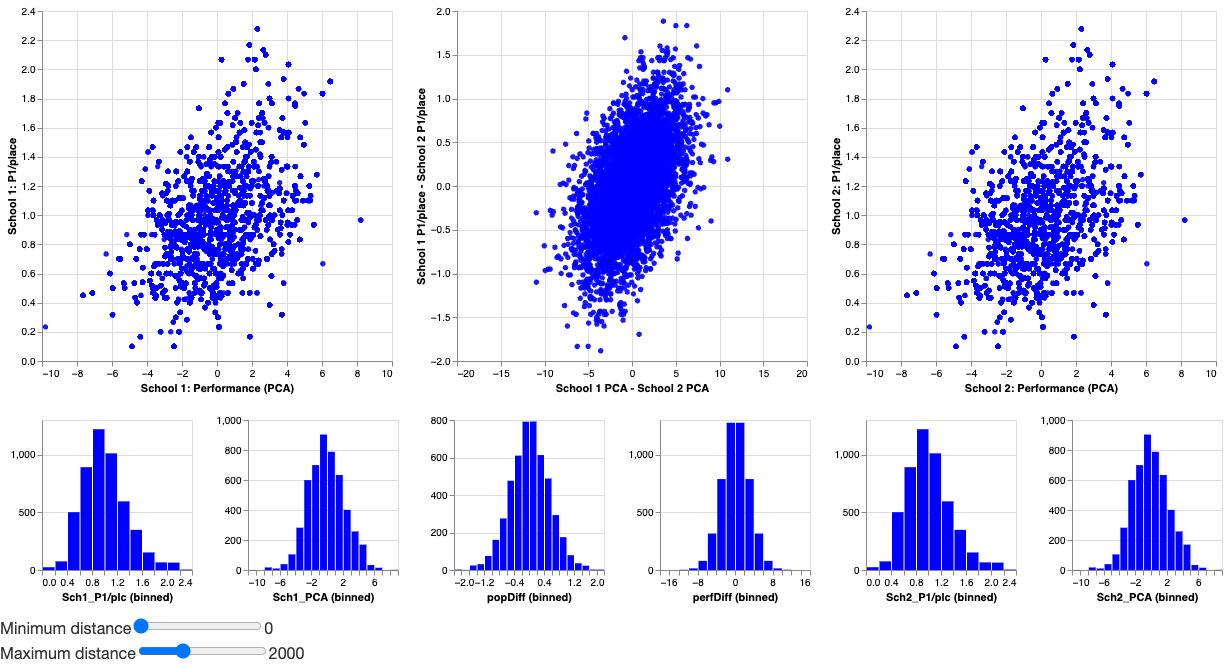 2.4
2.2
2.0
1.8
1.6
1.4
1.2
1.0
0.8
0.6
0.4
0.2
0.0
School 1: P1/place
−10 −8 −6 −4 −2 0 2 4 6 8 10
School 1: Performance (PCA)
2.0
1.5
1.0
0.5
0.0
−0.5
−1.0
−1.5
−2.0
School 1 P1/place - School 2 P1/place
−20 −15 −10 −5 0 5 10 15 20
School 1 PCA - School 2 PCA
2.4
2.2
2.0
1.8
1.6
1.4
1.2
1.0
0.8
0.6
0.4
0.2
0.0
School 2: P1/place
−10 −8 −6 −4 −2 0 2 4 6 8 10
School 2: Performance (PCA)
1,000
500
0
0.0 0.4 0.8 1.2 1.6 2.0 2.4
Sch1_P1/plc (binned)
1,000
800
600
400
200
0
−10 −6 −2 2 6
Sch1_PCA (binned)
800
600
400
200
0
−2.0 −1.2 −0.4 0.4 1.2 2.0
popDiff (binned)
1,000
500
0
−16 −8 0 8 16
perfDiff (binned)
1,000
500
0
0.0 0.4 0.8 1.2 1.6 2.0 2.4
Sch2_P1/plc (binned)
1,000
800
600
400
200
0
−10 −6 −2 2 6
Sch2_PCA (binned)
Minimum distance 0
Maximum distance 2000